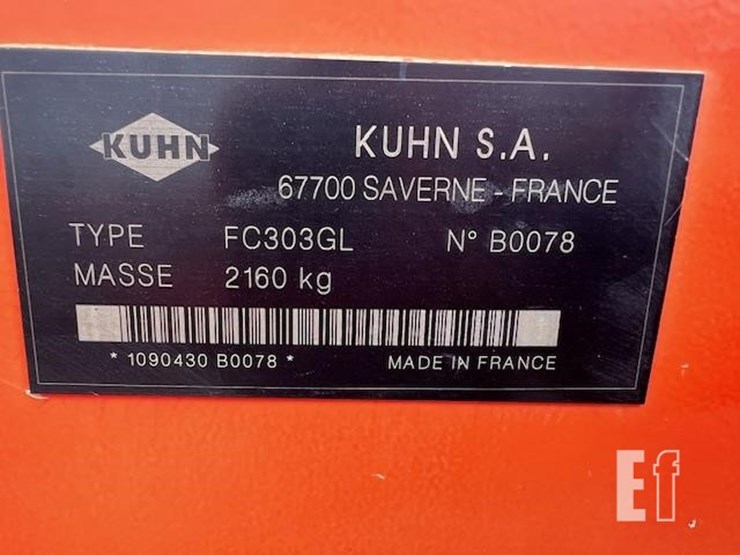 KUHN
KUHN S.A.
67700 SAVERNE - FRANCE
TYPE FC303GL N° B0078
MASSE 2160 kg
* 1090430 B0078 * MADE IN FRANCE
Ef